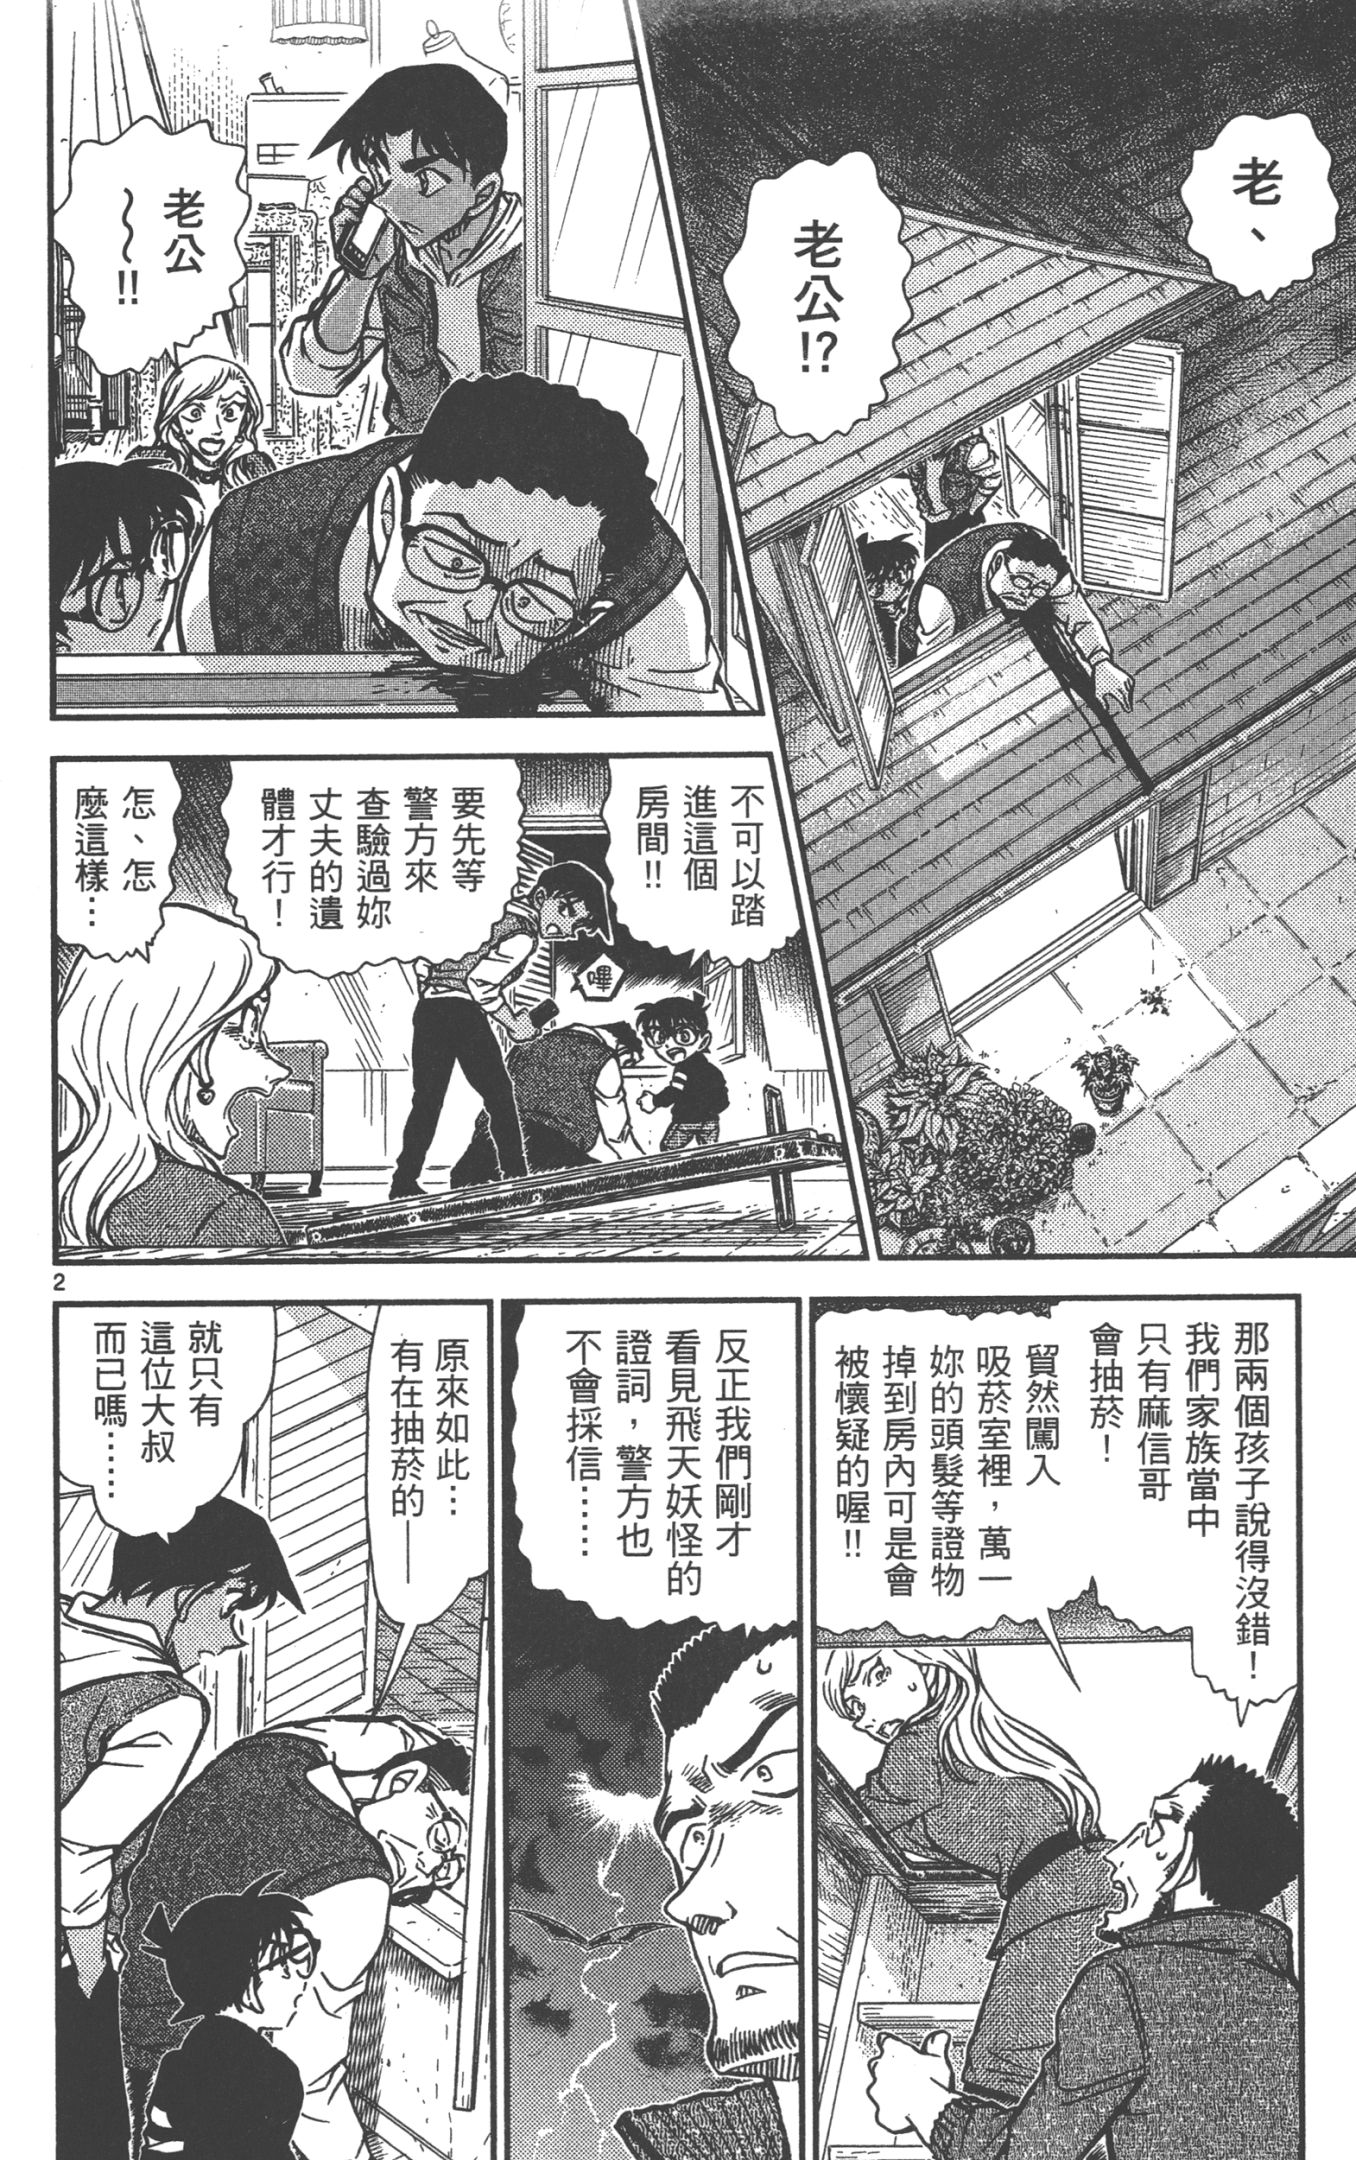 老、
老公!?
老公
～～!!
不可以踏
進這個
房間!!
要先等
警方來
查驗過妳
丈夫的遺
體才行！
嗶
怎、怎
麼這樣…
2
那兩個孩子說得沒錯！
我們家族當中
只有麻信哥
會抽菸！
貿然闖入
吸菸室裡，萬一
妳的頭髮等證物
掉到房內可是會
被懷疑的喔!!
反正我們剛才
看見飛天妖怪的
證詞，警方也
不會採信……
原來如此…
有在抽菸的—
就只有
這位大叔
而已嗎……